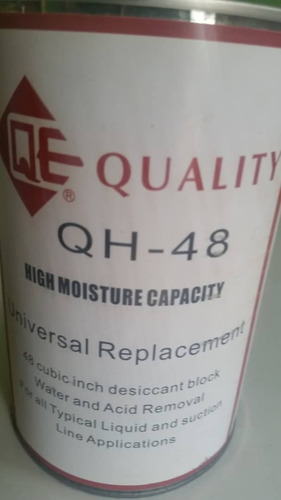 QE ®
QUALITY
QH-48
HIGH MOISTURE CAPACITY
Universal Replacement
48 cubic inch desiccant block
Water and Acid Removal
For all Typical Liquid and suction
Line Applications